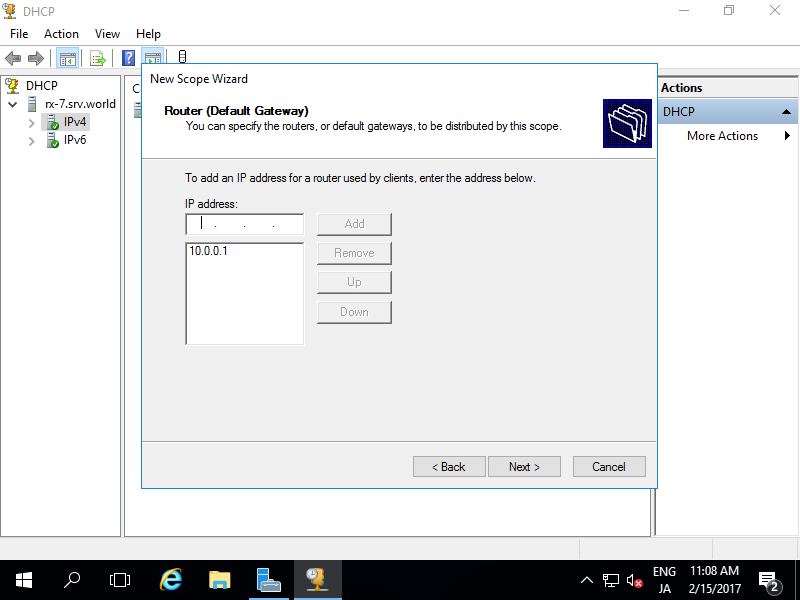 DHCP
File Action View Help
?
DHCP
rx-7.srv.world
IPv4
IPv6
New Scope Wizard
Router (Default Gateway)
You can specify the routers, or default gateways, to be distributed by this scope.
To add an IP address for a router used by clients, enter the address below.
IP address:
. . .
Add
10.0.0.1
Remove
Up
Down
< Back Next > Cancel
Actions
DHCP
More Actions
ENG
JA
11:08 AM
2/15/2017
2